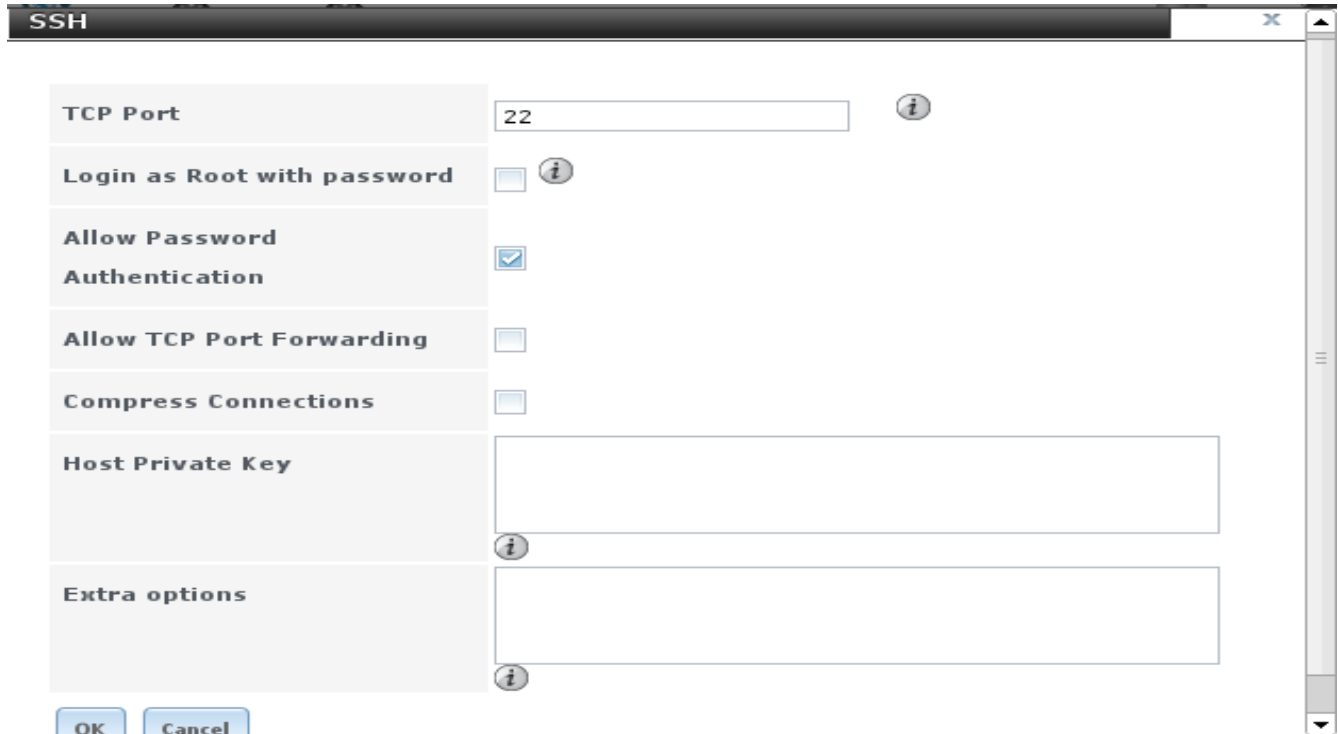 SSH
x
TCP Port
22
i
Login as Root with password
i
Allow Password
Authentication
Allow TCP Port Forwarding
Compress Connections
Host Private Key
i
Extra options
i
OK
Cancel